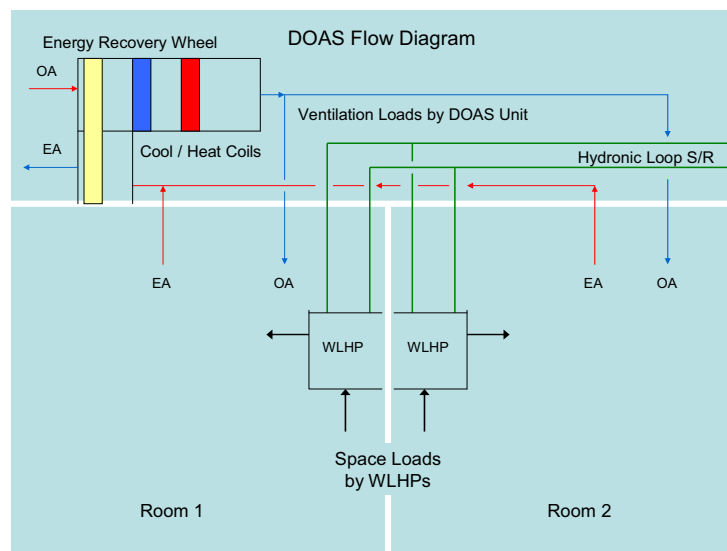 DOAS Flow Diagram
Energy Recovery Wheel
OA
Ventilation Loads by DOAS Unit
EA
Cool / Heat Coils
Hydronic Loop S/R
EA
OA
EA
OA
WLHP
WLHP
Space Loads
by WLHPs
Room 1
Room 2